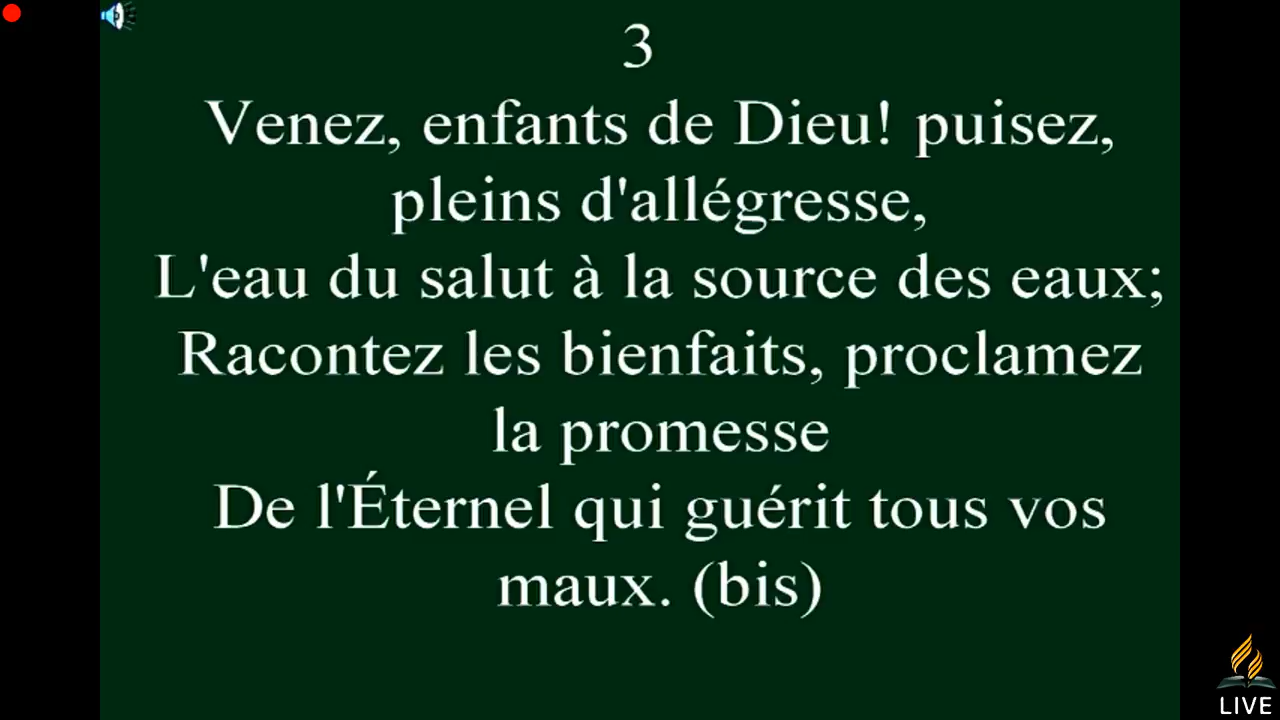 3
Venez, enfants de Dieu! puisez,
pleins d'allégresse,
L'eau du salut à la source des eaux;
Racontez les bienfaits, proclamez
la promesse
De l'Éternel qui guérit tous vos
maux. (bis)
LIVE